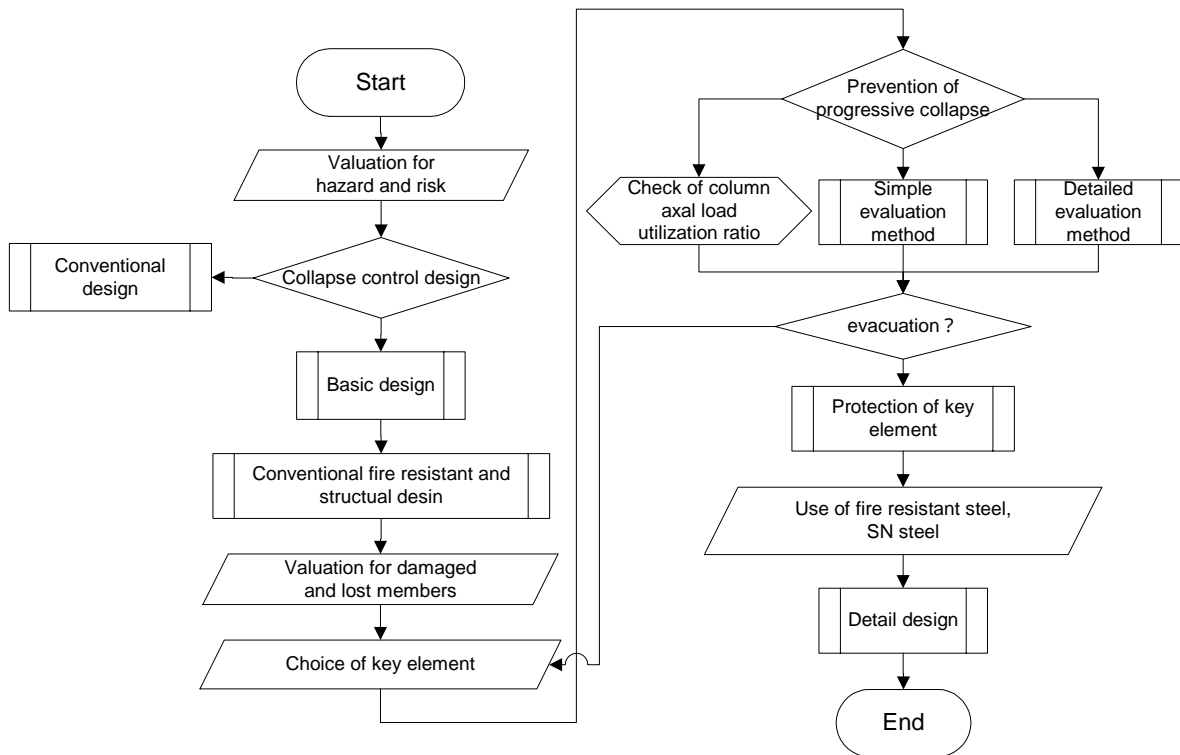 Start
Valuation for
hazard and risk
Collapse control design
Conventional
design
Basic design
Conventional fire resistant and
structual desin
Valuation for damaged
and lost members
Choice of key element
Prevention of
progressive collapse
Check of column
axal load
utilization ratio
Simple
evaluation
method
Detailed
evaluation
method
evacuation？
Protection of key
element
Use of fire resistant steel,
SN steel
Detail design
End